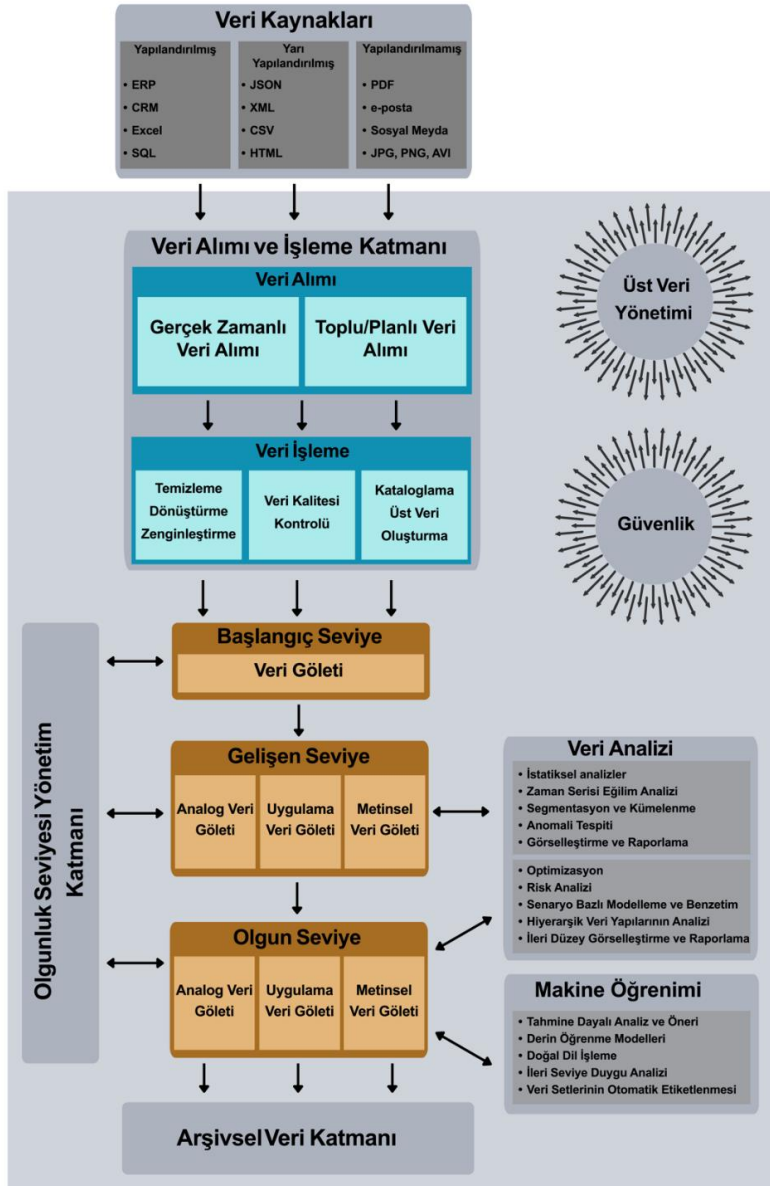 Veri Kaynakları
Yapılandırılmış
• ERP
• CRM
• Excel
• SQL
Yarı
Yapılandırılmış
• JSON
• XML
• CSV
• HTML
Yapılandırılmamış
• PDF
• e-posta
• Sosyal Meyda
• JPG, PNG, AVI
Veri Alımı ve İşleme Katmanı
Veri Alımı
Gerçek Zamanlı
Veri Alımı
Toplu/Planlı Veri
Alımı
Veri İşleme
Temizleme
Dönüştürme
Zenginleştirme
Veri Kalitesi
Kontrolü
Kataloglama
Üst Veri
Oluşturma
Üst Veri
Yönetimi
Güvenlik
Olgunluk Seviyesi Yönetim
Katmanı
Başlangıç Seviye
Veri Göleti
Gelişen Seviye
Analog Veri
Göleti
Uygulama
Veri Göleti
Metinsel
Veri Göleti
Olgun Seviye
Analog Veri
Göleti
Uygulama
Veri Göleti
Metinsel
Veri Göleti
Arşivsel Veri Katmanı
Veri Analizi
• İstatiksel analizler
• Zaman Serisi Eğilim Analizi
• Segmentasyon ve Kümelenme
• Anomali Tespiti
• Görselleştirme ve Raporlama
• Optimizasyon
• Risk Analizi
• Senaryo Bazlı Modelleme ve Benzetim
• Hiyerarşik Veri Yapılarının Analizi
• İleri Düzey Görselleştirme ve Raporlama
Makine Öğrenimi
• Tahmine Dayalı Analiz ve Öneri
• Derin Öğrenme Modelleri
• Doğal Dil İşleme
• İleri Seviye Duygu Analizi
• Veri Setlerinin Otomatik Etiketlenmesi